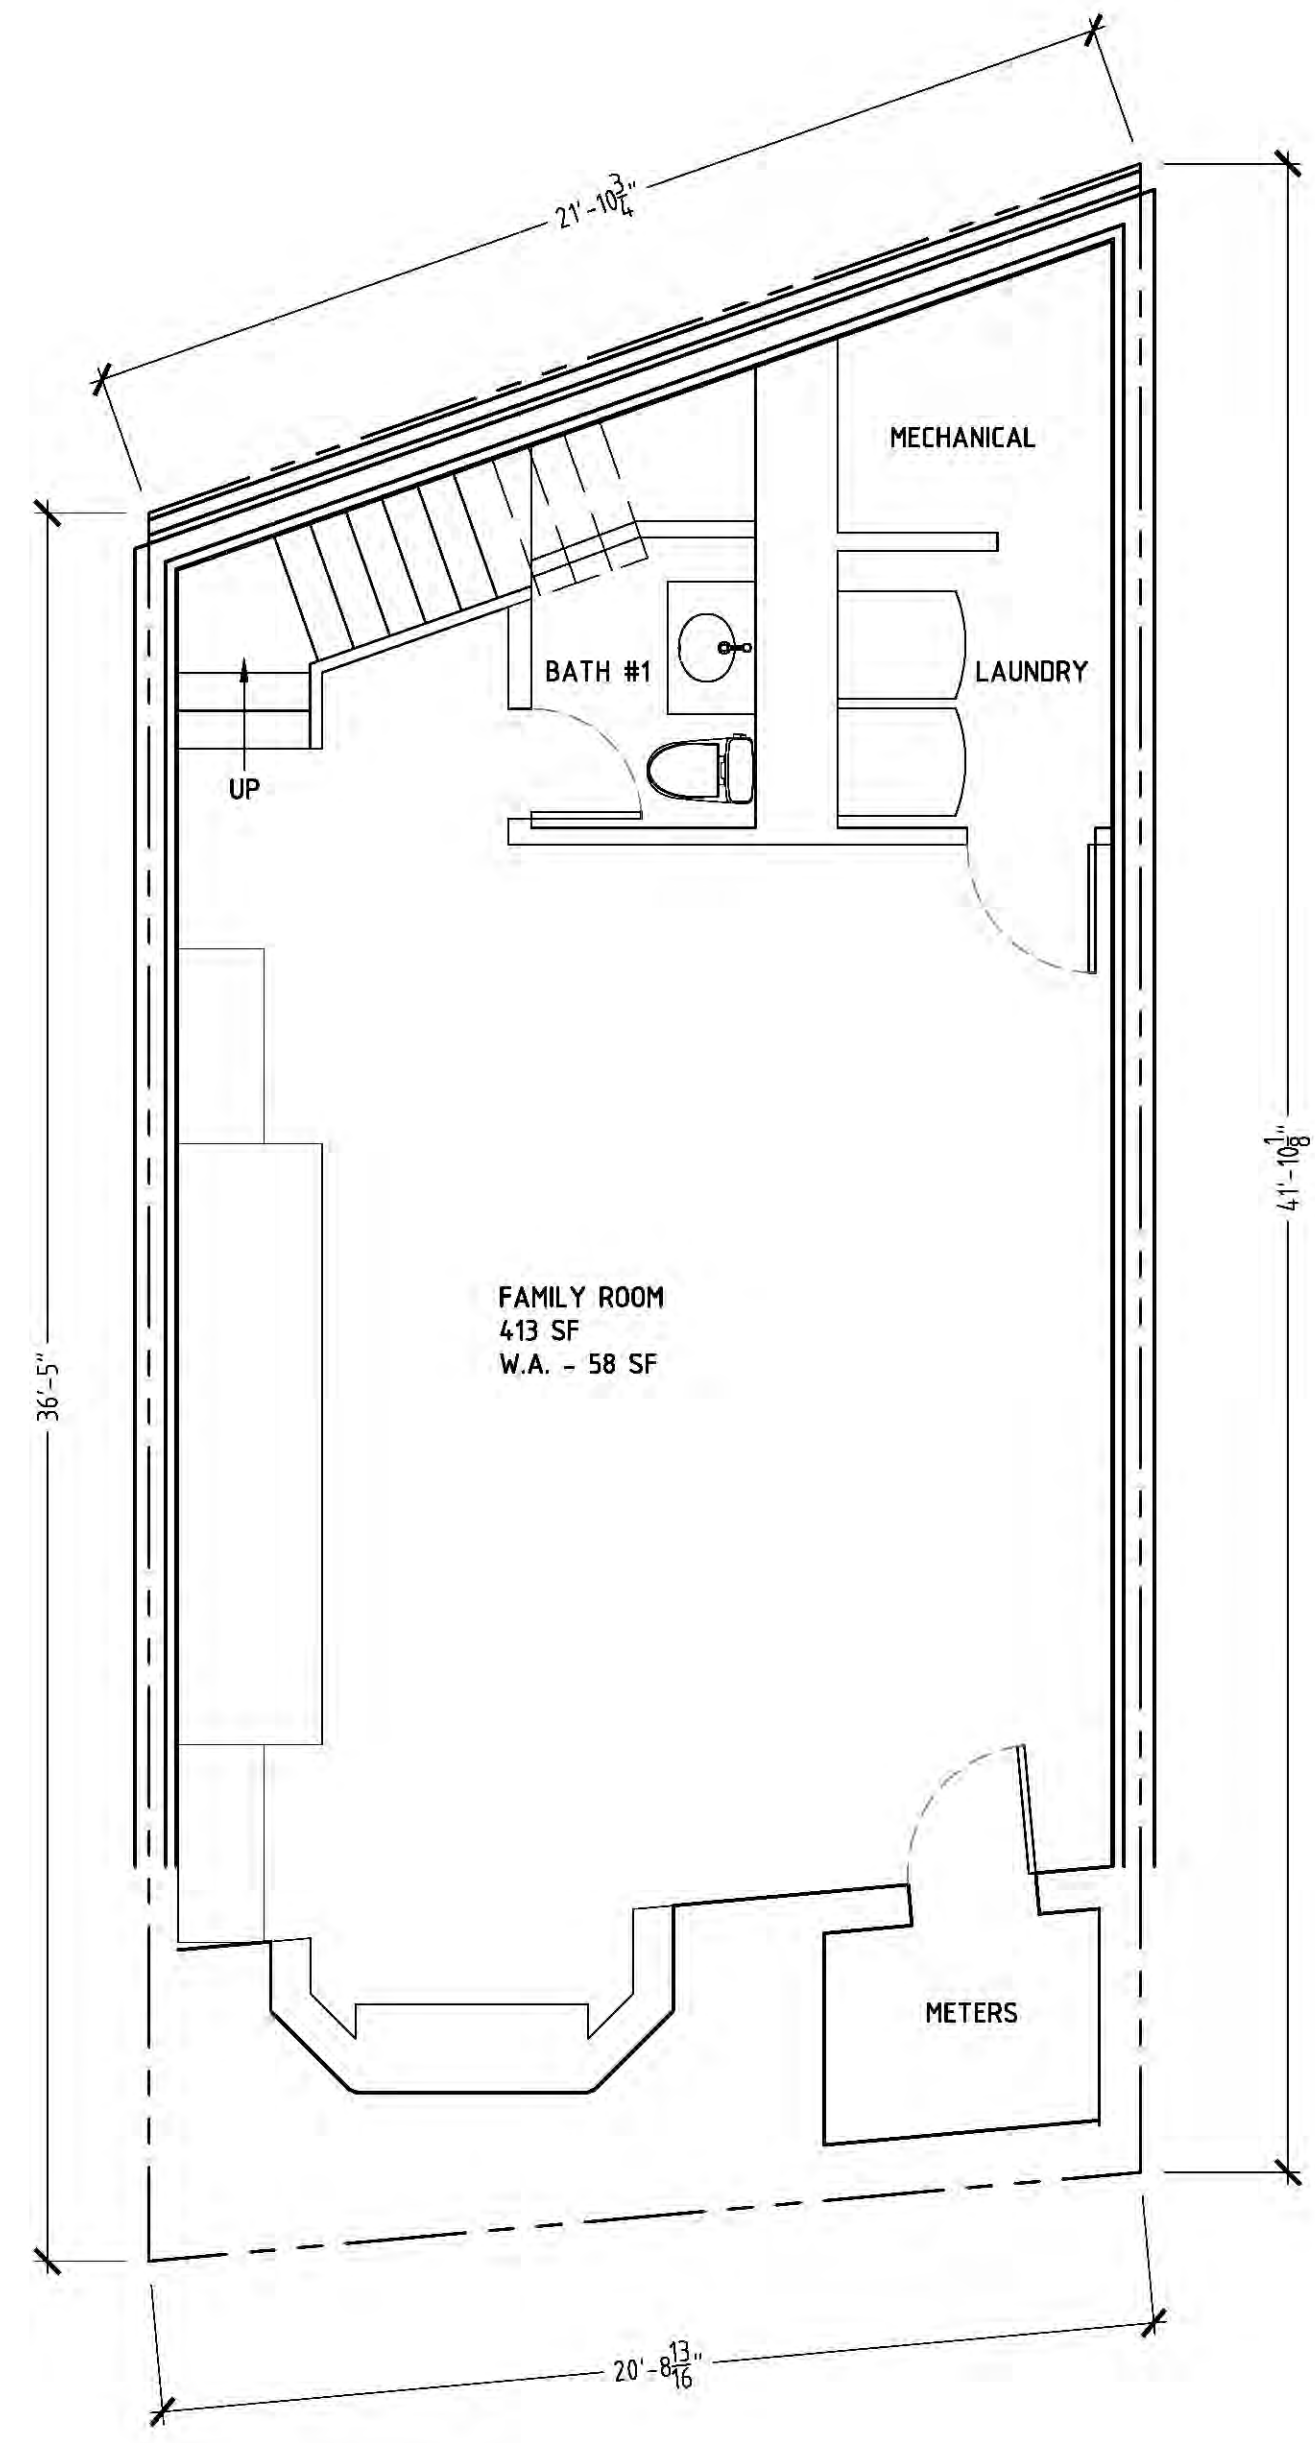 21'-10 3/4"
MECHANICAL
BATH #1
LAUNDRY
UP
41'-10 1/8"
FAMILY ROOM
413 SF
W.A. - 58 SF
36'-5"
METERS
20'-8 13/16"